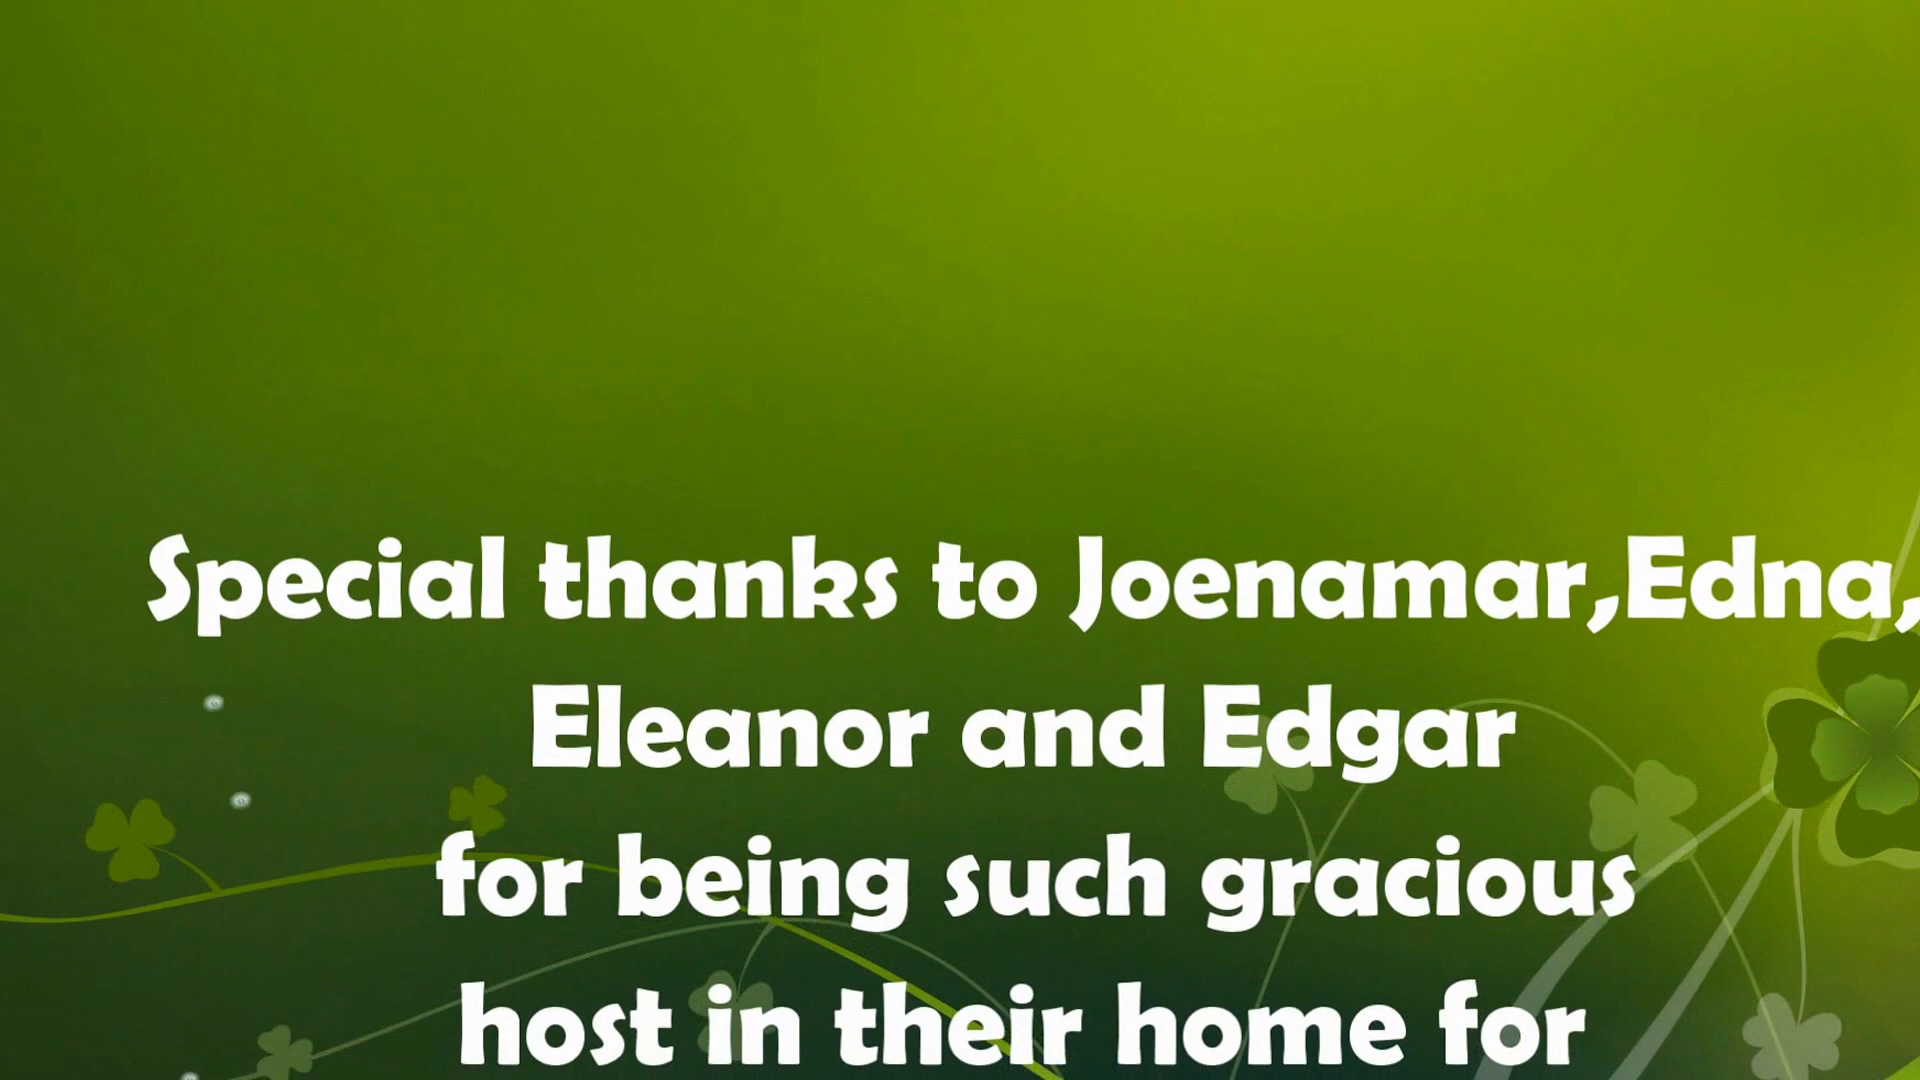 Special thanks to Joenamar,Edna,
Eleanor and Edgar
for being such gracious
host in their home for